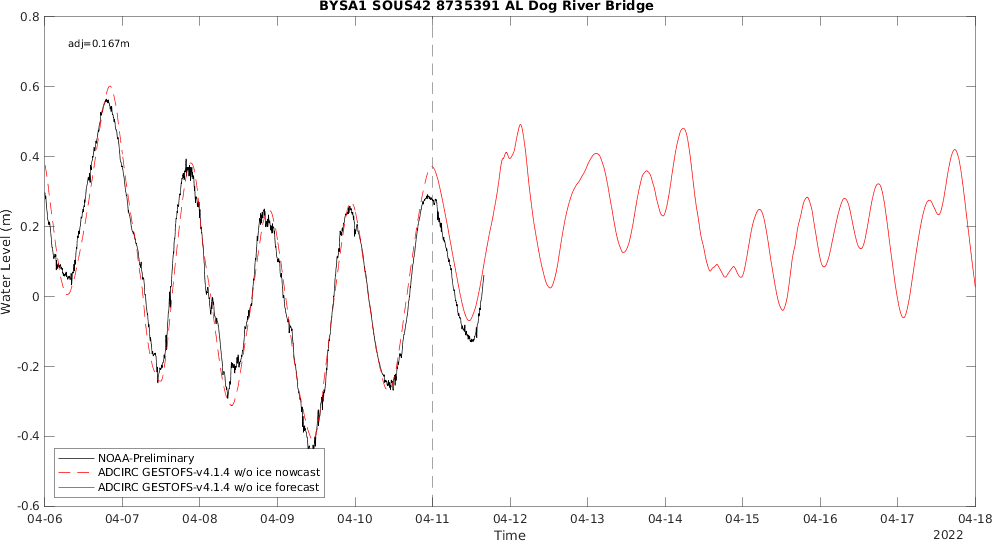 BYSA1 SOUS42 8735391 AL Dog River Bridge
adj=0.167m
0.8
0.6
0.4
0.2
0
-0.2
-0.4
-0.6
Water Level (m)
NOAA-Preliminary
ADCIRC GESTOFS-v4.1.4 w/o ice nowcast
ADCIRC GESTOFS-v4.1.4 w/o ice forecast
04-06 04-07 04-08 04-09 04-10 04-11 04-12 04-13 04-14 04-15 04-16 04-17 04-18
Time
2022